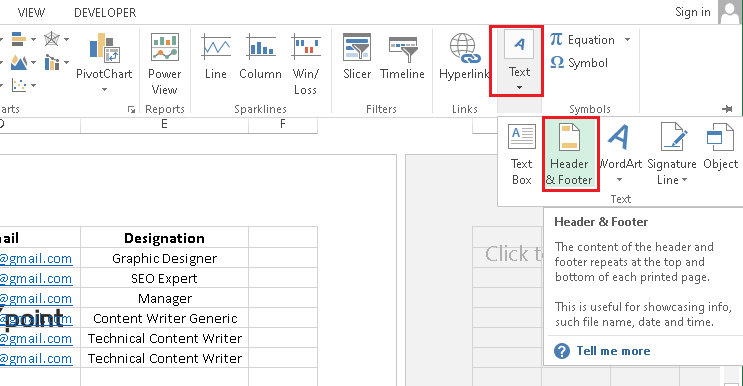 VIEW DEVELOPER Sign in
PivotChart
Power View
Line Column Win/ Loss
Slicer Timeline
Hyperlink
Text
π Equation
Ω Symbol
Reports Sparklines Filters Links Symbols
E F
Text Box
Header & Footer
WordArt
Signature Line
Object
Text
Header & Footer
The content of the header and
footer repeats at the top and
bottom of each printed page.
This is useful for showcasing info,
such file name, date and time.
? Tell me more
Click
Designation
@gmail.com Graphic Designer
@gmail.com SEO Expert
@gmail.com Manager
point
@gmail.com Content Writer Generic
@gmail.com Technical Content Writer
@gmail.com Technical Content Writer